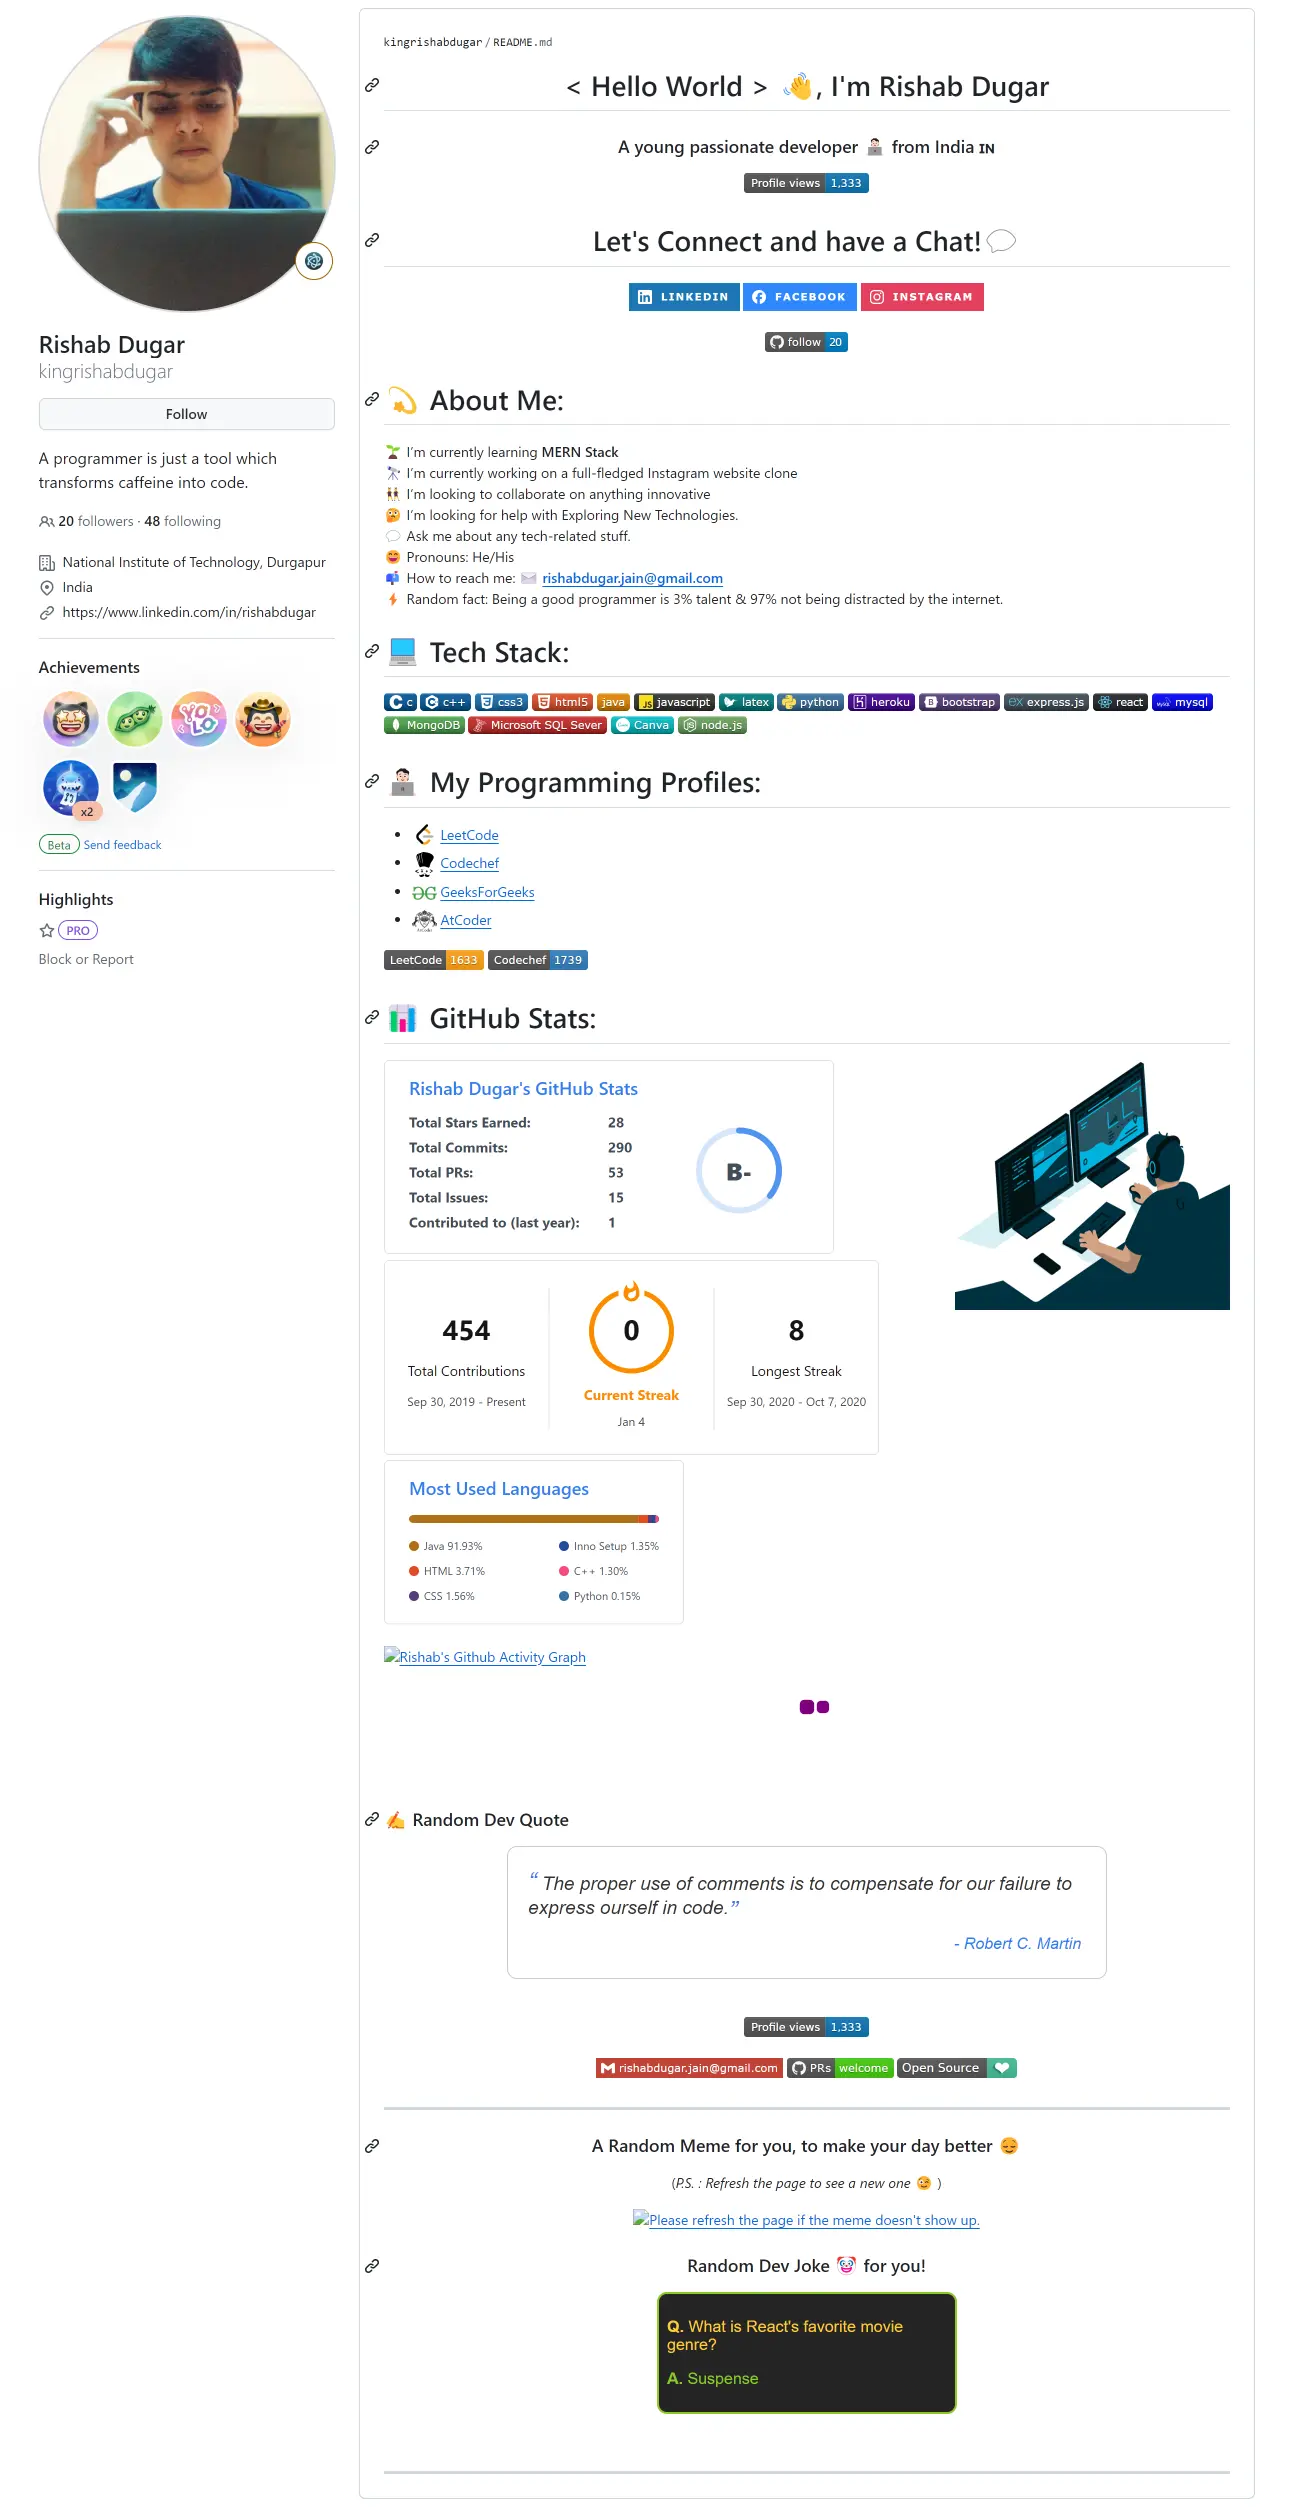 Rishab Dugar
kingrishabdugar
Follow
A programmer is just a tool which
transforms caffeine into code.
20 followers · 48 following
National Institute of Technology, Durgapur
India
https://www.linkedin.com/in/rishabdugar
Achievements
YOLO
x2
Beta Send feedback
Highlights
PRO
Block or Report
kingrishabdugar / README.md
< Hello World > 👋, I'm Rishab Dugar
A young passionate developer 👨🏻‍💻 from India IN
Profile views 1,333
Let's Connect and have a Chat! 💬
LINKEDIN FACEBOOK INSTAGRAM
follow 20
💫 About Me:
🌱 I’m currently learning MERN Stack
🔭 I’m currently working on a full-fledged Instagram website clone
👯 I’m looking to collaborate on anything innovative
🤔 I’m looking for help with Exploring New Technologies.
💬 Ask me about any tech-related stuff.
😄 Pronouns: He/His
📫 How to reach me: ✉️ rishabdugar.jain@gmail.com
⚡ Random fact: Being a good programmer is 3% talent & 97% not being distracted by the internet.
💻 Tech Stack:
c c++ css3 html5 java JS javascript latex python heroku bootstrap ex express.js react mysql
MongoDB Microsoft SQL Sever Canva node.js
👨🏻‍💻 My Programming Profiles:
• LeetCode
• Codechef
• GeeksForGeeks
• AtCoder
LeetCode 1633 Codechef 1739
📊 GitHub Stats:
Rishab Dugar's GitHub Stats
Total Stars Earned: 28
Total Commits: 290
Total PRs: 53
Total Issues: 15
Contributed to (last year): 1
B-
454
Total Contributions
Sep 30, 2019 - Present
0
Current Streak
Jan 4
8
Longest Streak
Sep 30, 2020 - Oct 7, 2020
Most Used Languages
Java 91.93%
HTML 3.71%
CSS 1.56%
Inno Setup 1.35%
C++ 1.30%
Python 0.15%
Rishab's Github Activity Graph
✍️ Random Dev Quote
“ The proper use of comments is to compensate for our failure to
express ourself in code.”
- Robert C. Martin
Profile views 1,333
rishabdugar.jain@gmail.com PRs welcome Open Source ❤
A Random Meme for you, to make your day better 😌
(P.S. : Refresh the page to see a new one 😉 )
Please refresh the page if the meme doesn't show up.
Random Dev Joke 🤡 for you!
Q. What is React's favorite movie
genre?
A. Suspense